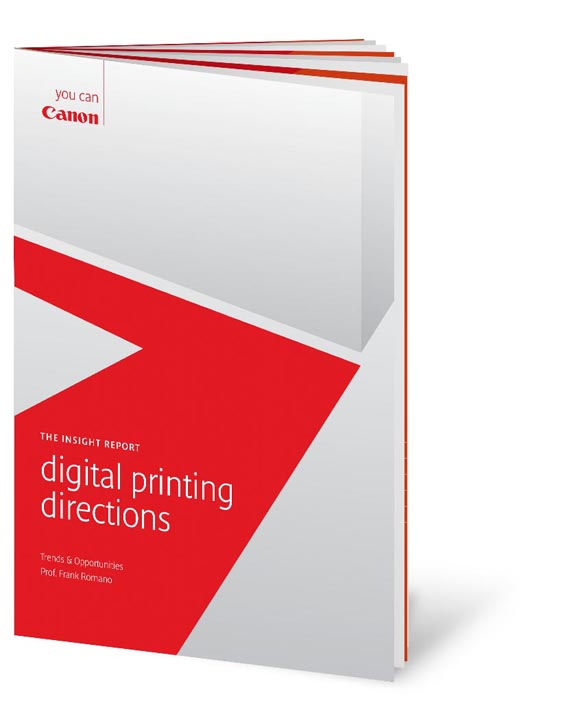 you can
Canon
THE INSIGHT REPORT
digital printing
directions
Trends & Opportunities
Prof. Frank Romano